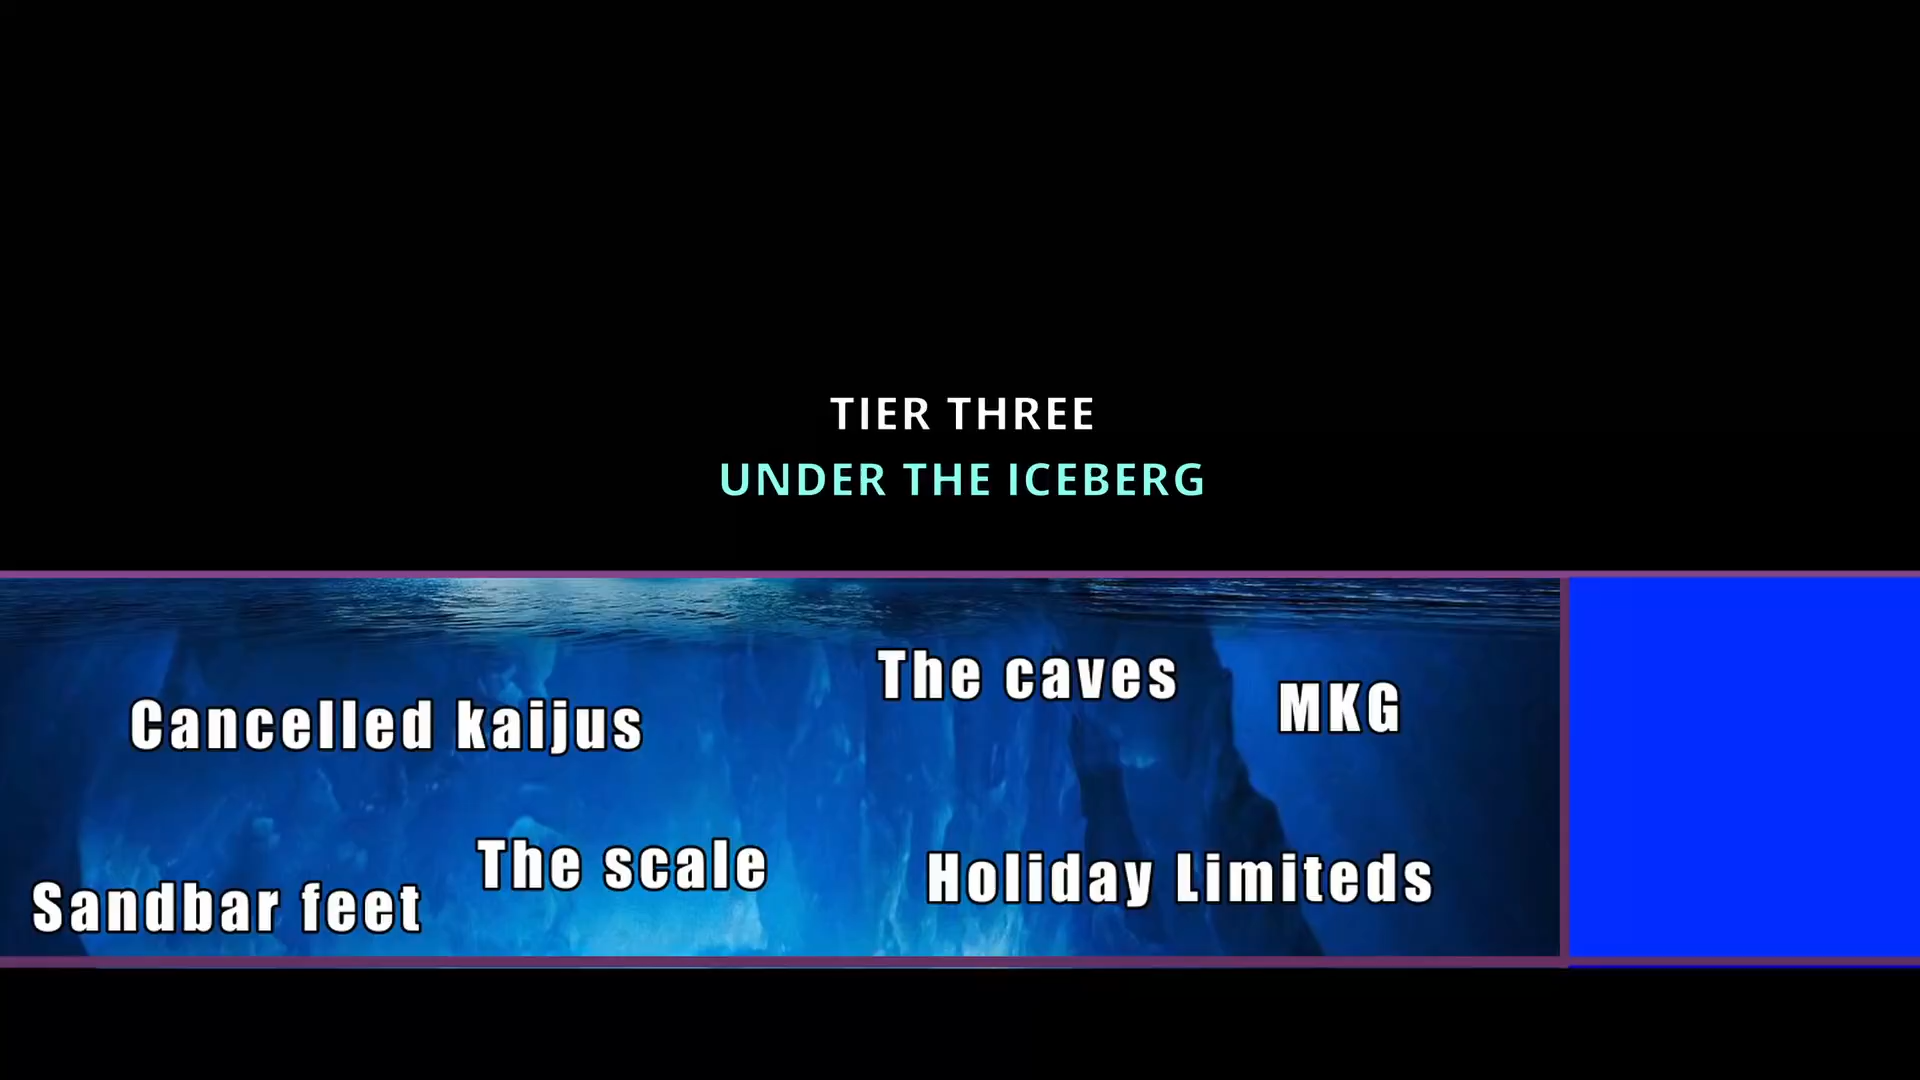 TIER THREE
UNDER THE ICEBERG
The caves
MKG
Cancelled kaijus
The scale
Holiday Limiteds
Sandbar feet